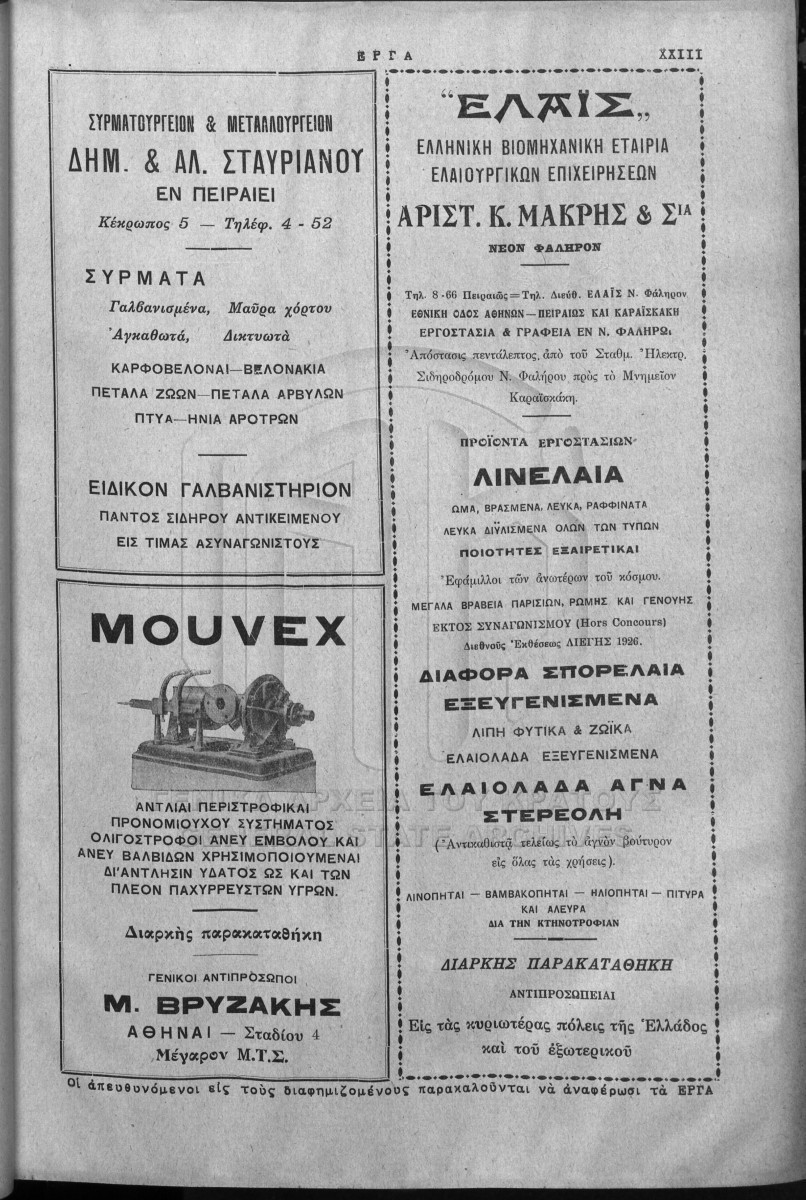 ΕΡΓΑ
XXIII
ΣΥΡΜΑΤΟΥΡΓΕΙΟΝ & ΜΕΤΑΛΛΟΥΡΓΕΙΟΝ
ΔΗΜ. & ΑΛ. ΣΤΑΥΡΙΑΝΟΥ
ΕΝ ΠΕΙΡΑΙΕΙ
Κέκρωπος 5 — Τηλέφ. 4 - 52
ΣΥΡΜΑΤΑ
Γαλβανισμένα, Μαῦρα χόρτου
Ἀγκαθωτά, Δικτυωτὰ
ΚΑΡΦΟΒΕΛΟΝΑΙ—ΒΕΛΟΝΑΚΙΑ
ΠΕΤΑΛΑ ΖΩΩΝ—ΠΕΤΑΛΑ ΑΡΒΥΛΩΝ
ΠΤΥΑ—ΗΝΙΑ ΑΡΟΤΡΩΝ
ΕΙΔΙΚΟΝ ΓΑΛΒΑΝΙΣΤΗΡΙΟΝ
ΠΑΝΤΟΣ ΣΙΔΗΡΟΥ ΑΝΤΙΚΕΙΜΕΝΟΥ
ΕΙΣ ΤΙΜΑΣ ΑΣΥΝΑΓΩΝΙΣΤΟΥΣ
MOUVEX
ΑΝΤΛΙΑΙ ΠΕΡΙΣΤΡΟΦΙΚΑΙ
ΠΡΟΝΟΜΙΟΥΧΟΥ ΣΥΣΤΗΜΑΤΟΣ
ΟΛΙΓΟΣΤΡΟΦΟΙ ΑΝΕΥ ΕΜΒΟΛΟΥ ΚΑΙ
ΑΝΕΥ ΒΑΛΒΙΔΩΝ ΧΡΗΣΙΜΟΠΟΙΟΥΜΕΝΑΙ
ΔΙ'ΑΝΤΛΗΣΙΝ ΥΔΑΤΟΣ ΩΣ ΚΑΙ ΤΩΝ
ΠΛΕΟΝ ΠΑΧΥΡΡΕΥΣΤΩΝ ΥΓΡΩΝ.
Διαρκὴς παρακαταθήκη
ΓΕΝΙΚΟΙ ΑΝΤΙΠΡΟΣΩΠΟΙ
Μ. ΒΡΥΖΑΚΗΣ
ΑΘΗΝΑΙ — Σταδίου 4
Μέγαρον Μ.Τ.Σ.
“ΕΛΑΪΣ„
ΕΛΛΗΝΙΚΗ ΒΙΟΜΗΧΑΝΙΚΗ ΕΤΑΙΡΙΑ
ΕΛΑΙΟΥΡΓΙΚΩΝ ΕΠΙΧΕΙΡΗΣΕΩΝ
ΑΡΙΣΤ. Κ. ΜΑΚΡΗΣ & ΣΙΑ
ΝΕΟΝ ΦΑΛΗΡΟΝ
Τηλ. 8-66 Πειραιῶς=Τηλ. Διεύθ. ΕΛΑΪΣ Ν. Φάληρον
ΕΘΝΙΚΗ ΟΔΟΣ ΑΘΗΝΩΝ—ΠΕΙΡΑΙΩΣ ΚΑΙ ΚΑΡΑΪΣΚΑΚΗ
ΕΡΓΟΣΤΑΣΙΑ & ΓΡΑΦΕΙΑ ΕΝ Ν. ΦΑΛΗΡΩι
Ἀπόστασις πεντάλεπτος, ἀπὸ τοῦ Σταθμ. Ἠλεκτρ.
Σιδηροδρόμου Ν. Φαλήρου πρὸς τὸ Μνημεῖον
Καραϊσκάκη.
ΠΡΟΪΟΝΤΑ ΕΡΓΟΣΤΑΣΙΩΝ
ΛΙΝΕΛΑΙΑ
ΩΜΑ, ΒΡΑΣΜΕΝΑ, ΛΕΥΚΑ, ΡΑΦΦΙΝΑΤΑ
ΛΕΥΚΑ ΔΙΫΛΙΣΜΕΝΑ ΟΛΩΝ ΤΩΝ ΤΥΠΩΝ
ΠΟΙΟΤΗΤΕΣ ΕΞΑΙΡΕΤΙΚΑΙ
Ἐφάμιλλοι τῶν ἀνωτέρων τοῦ κόσμου.
ΜΕΓΑΛΑ ΒΡΑΒΕΙΑ ΠΑΡΙΣΙΩΝ, ΡΩΜΗΣ ΚΑΙ ΓΕΝΟΥΗΣ
ΕΚΤΟΣ ΣΥΝΑΓΩΝΙΣΜΟΥ (Hors Concours)
Διεθνοῦς Ἐκθέσεως ΛΙΕΓΗΣ 1926.
ΔΙΑΦΟΡΑ ΣΠΟΡΕΛΑΙΑ
ΕΞΕΥΓΕΝΙΣΜΕΝΑ
ΛΙΠΗ ΦΥΤΙΚΑ & ΖΩΪΚΑ
ΕΛΑΙΟΛΑΔΑ ΕΞΕΥΓΕΝΙΣΜΕΝΑ
ΕΛΑΙΟΛΑΔΑ ΑΓΝΑ
ΣΤΕΡΕΟΛΗ
(Ἀντικαθιστᾷ τελείως τὸ ἁγνὸν βούτυρον
εἰς ὅλας τὰς χρήσεις).
ΛΙΝΟΠΗΤΑΙ — ΒΑΜΒΑΚΟΠΗΤΑΙ — ΗΛΙΟΠΗΤΑΙ — ΠΙΤΥΡΑ
ΚΑΙ ΑΛΕΥΡΑ
ΔΙΑ ΤΗΝ ΚΤΗΝΟΤΡΟΦΙΑΝ
ΔΙΑΡΚΗΣ ΠΑΡΑΚΑΤΑΘΗΚΗ
ΑΝΤΙΠΡΟΣΩΠΕΙΑΙ
Εἰς τὰς κυριωτέρας πόλεις τῆς Ἑλλάδος
καὶ τοῦ ἐξωτερικοῦ
Οἱ ἀπευθυνόμενοι εἰς τοὺς διαφημιζομένους παρακαλοῦνται νὰ ἀναφέρωσι τὰ ΕΡΓΑ
ΓΕΝΙΚΑ ΑΡΧΕΙΑ ΤΟΥ ΚΡΑΤΟΥΣ
STATE ARCHIVES